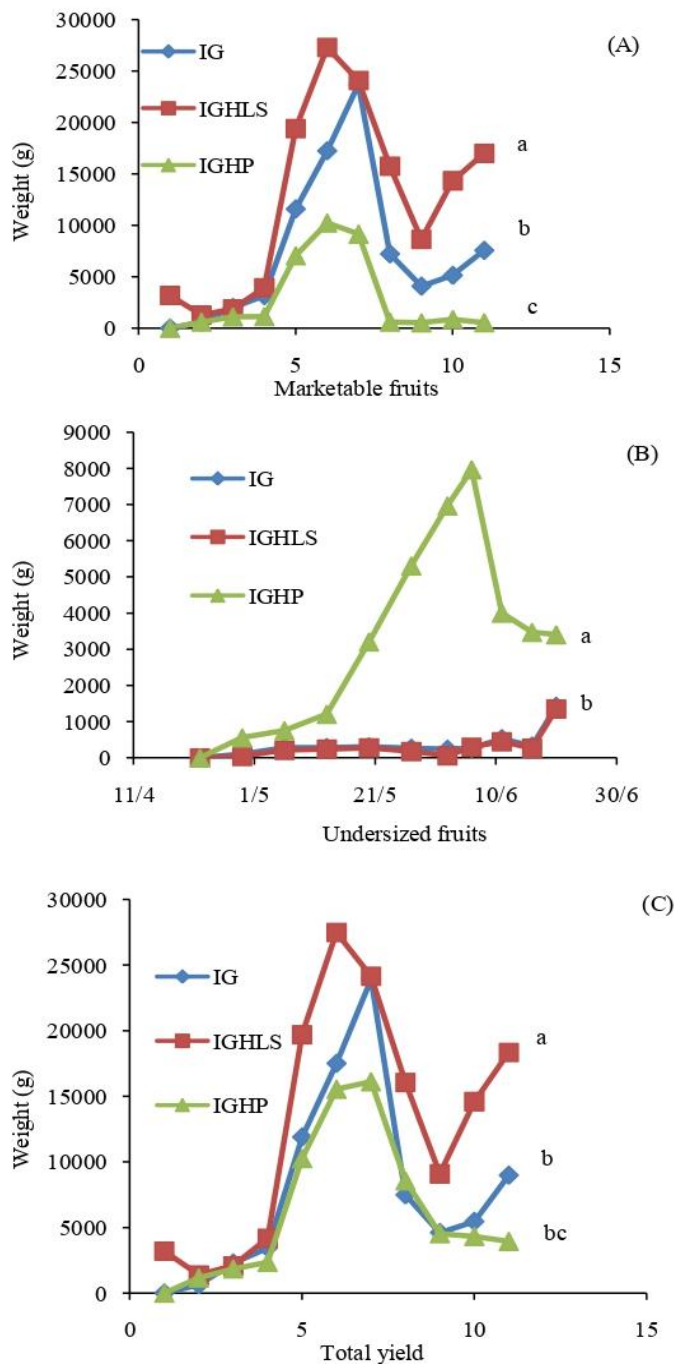 (A)
30000
25000
20000
15000
10000
5000
0
Weight (g)
IG
IGHLS
IGHP
a
b
c
0 5 10 15
Marketable fruits
(B)
9000
8000
7000
6000
5000
4000
3000
2000
1000
0
Weight (g)
IG
IGHLS
IGHP
a
b
11/4 1/5 21/5 10/6 30/6
Undersized fruits
(C)
30000
25000
20000
15000
10000
5000
0
Weight (g)
IG
IGHLS
IGHP
a
b
bc
0 5 10 15
Total yield